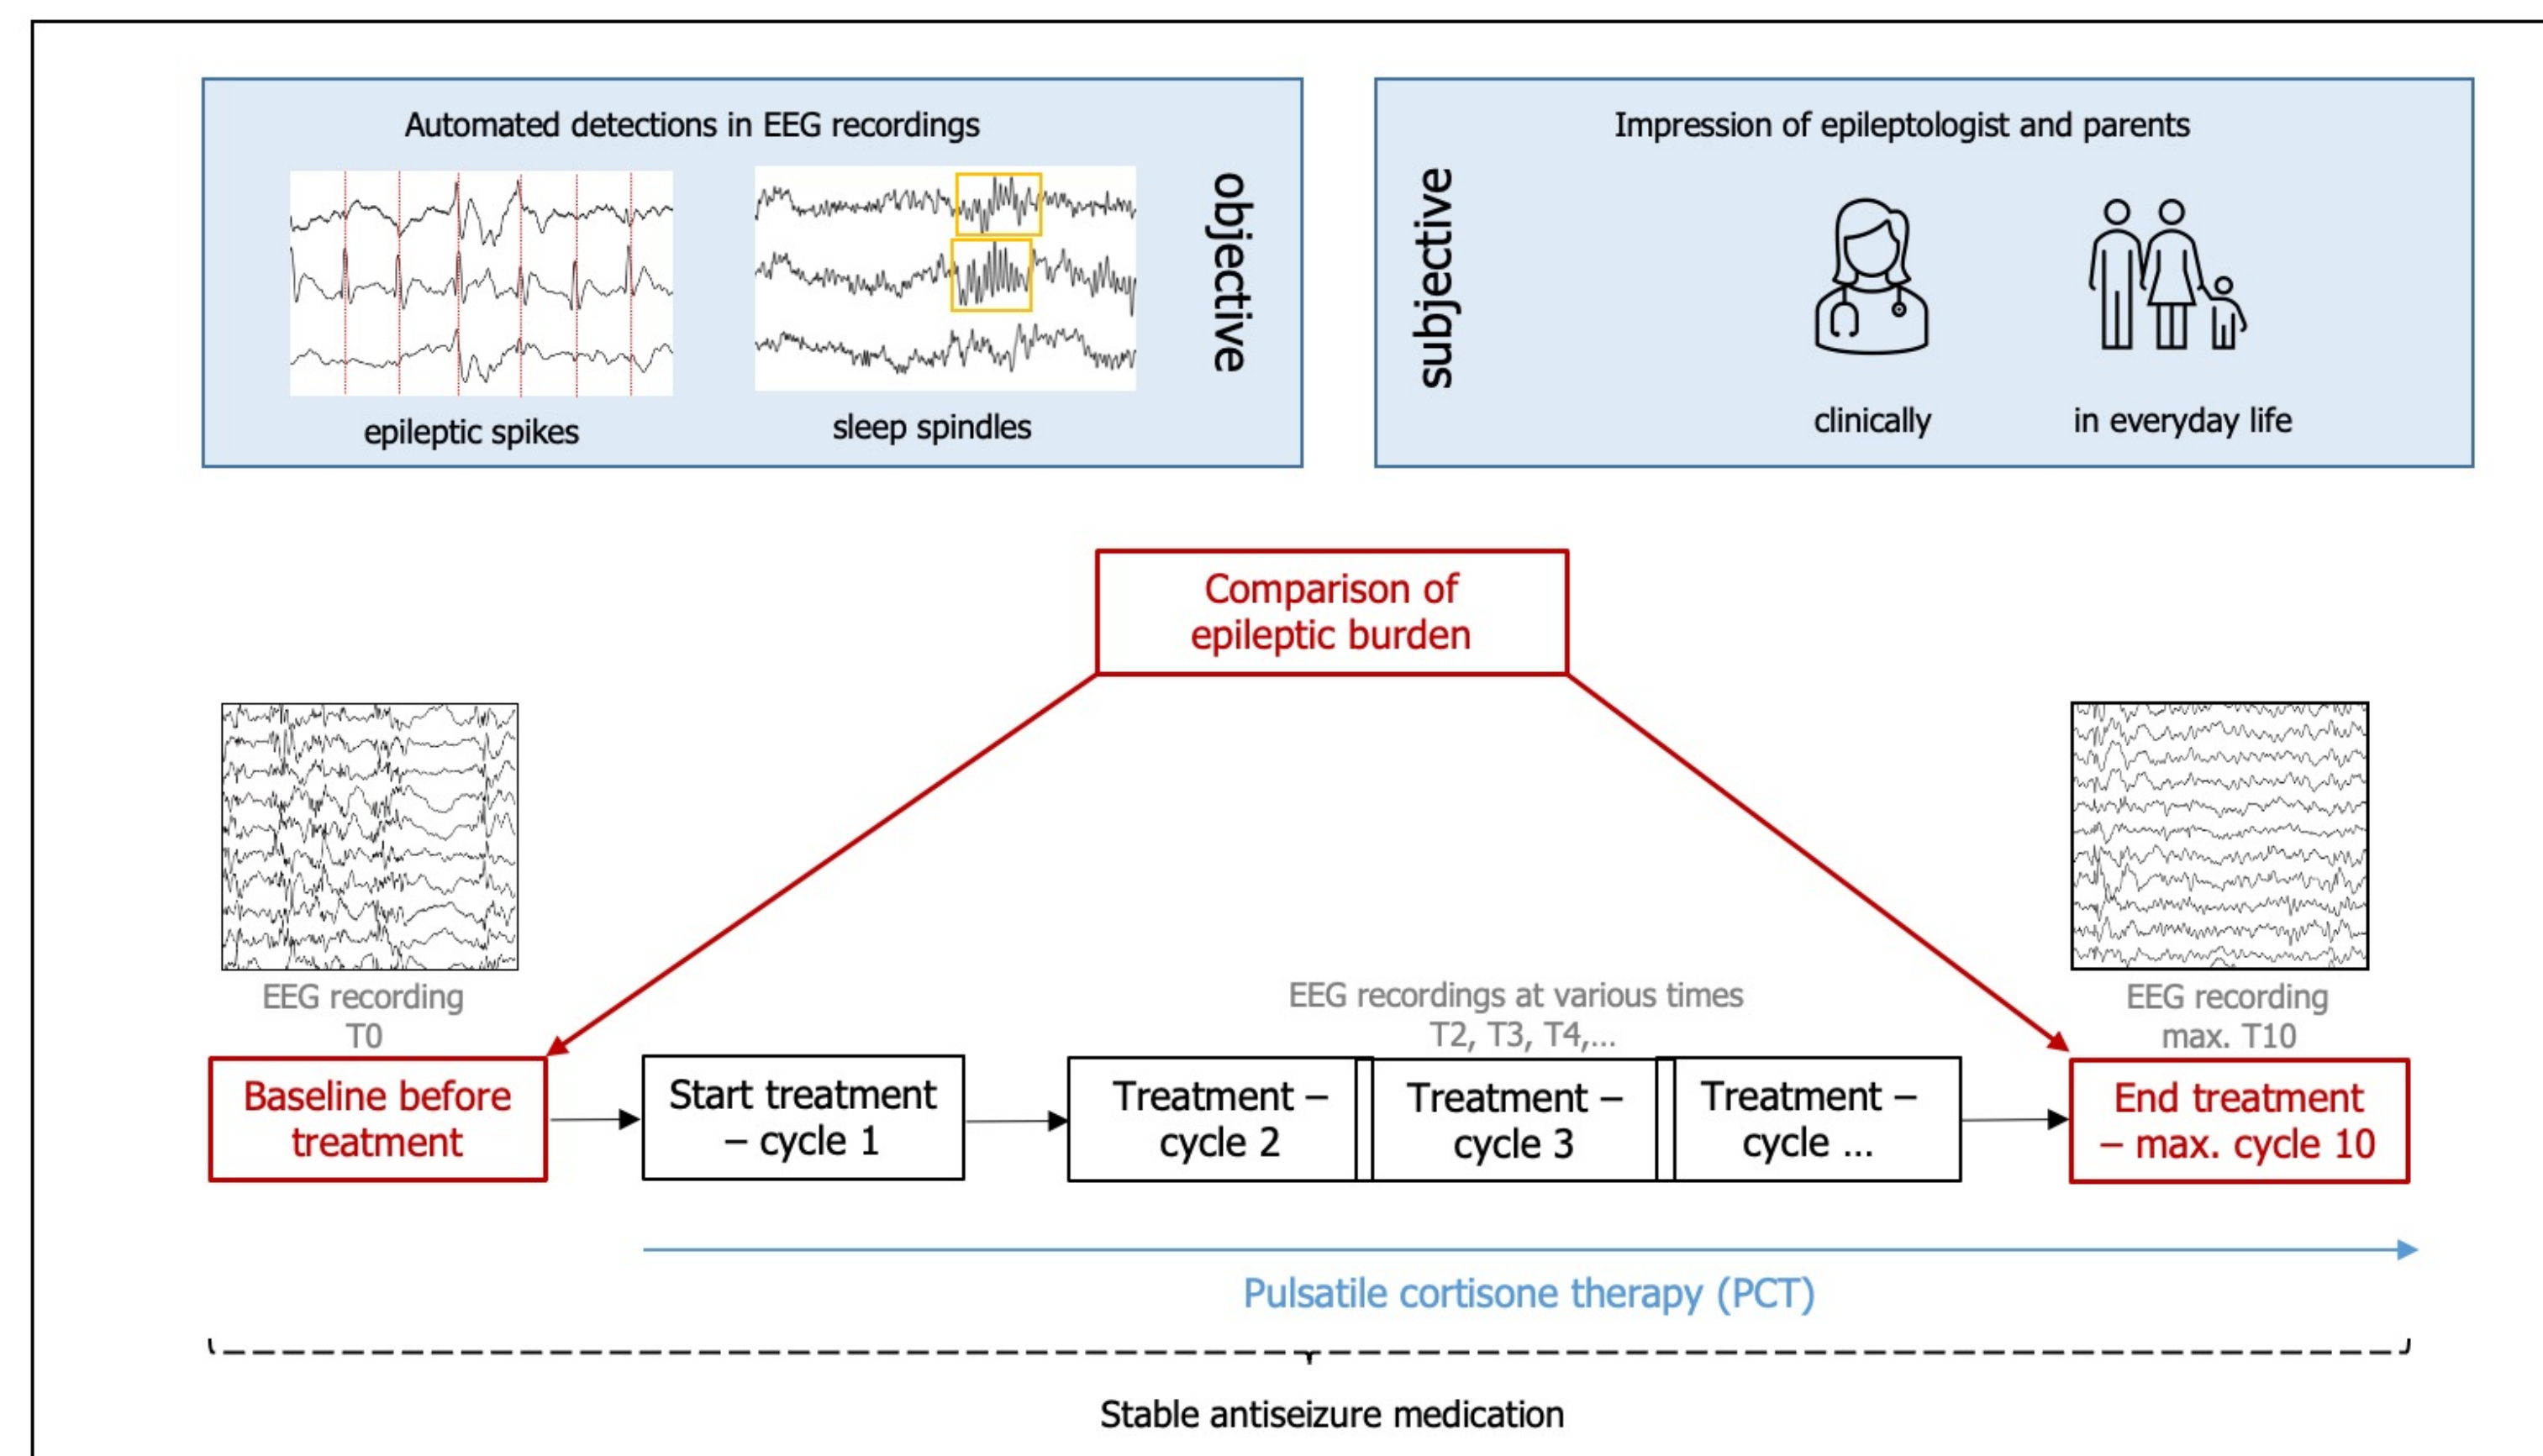 Automated detections in EEG recordings
epileptic spikes
sleep spindles
objective
subjective
Impression of epileptologist and parents
clinically
in everyday life
Comparison of
epileptic burden
EEG recording
T0
EEG recordings at various times
T2, T3, T4,...
EEG recording
max. T10
Baseline before
treatment
Start treatment
– cycle 1
Treatment –
cycle 2
Treatment –
cycle 3
Treatment –
cycle ...
End treatment
– max. cycle 10
Pulsatile cortisone therapy (PCT)
Stable antiseizure medication